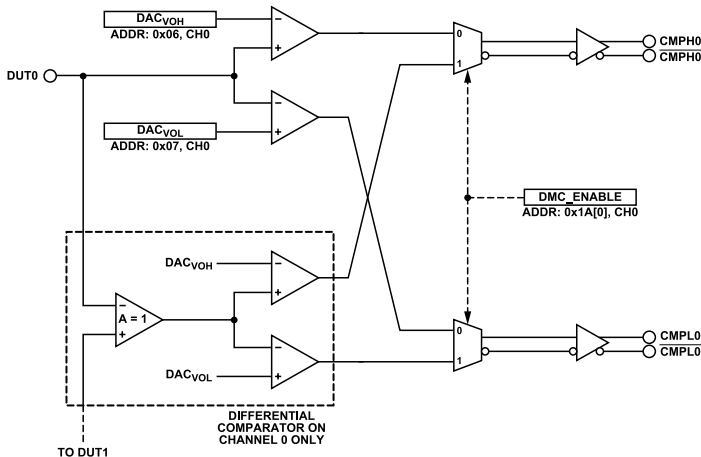 DACVOH
ADDR: 0x06, CH0
DUT0
DACVOL
ADDR: 0x07, CH0
−
+
−
+
0
1
CMPH0
CMPH0
DMC_ENABLE
ADDR: 0x1A[0], CH0
DACVOH
−
+
−
A = 1
+
−
+
DACVOL
0
1
CMPL0
CMPL0
DIFFERENTIAL
COMPARATOR ON
CHANNEL 0 ONLY
TO DUT1